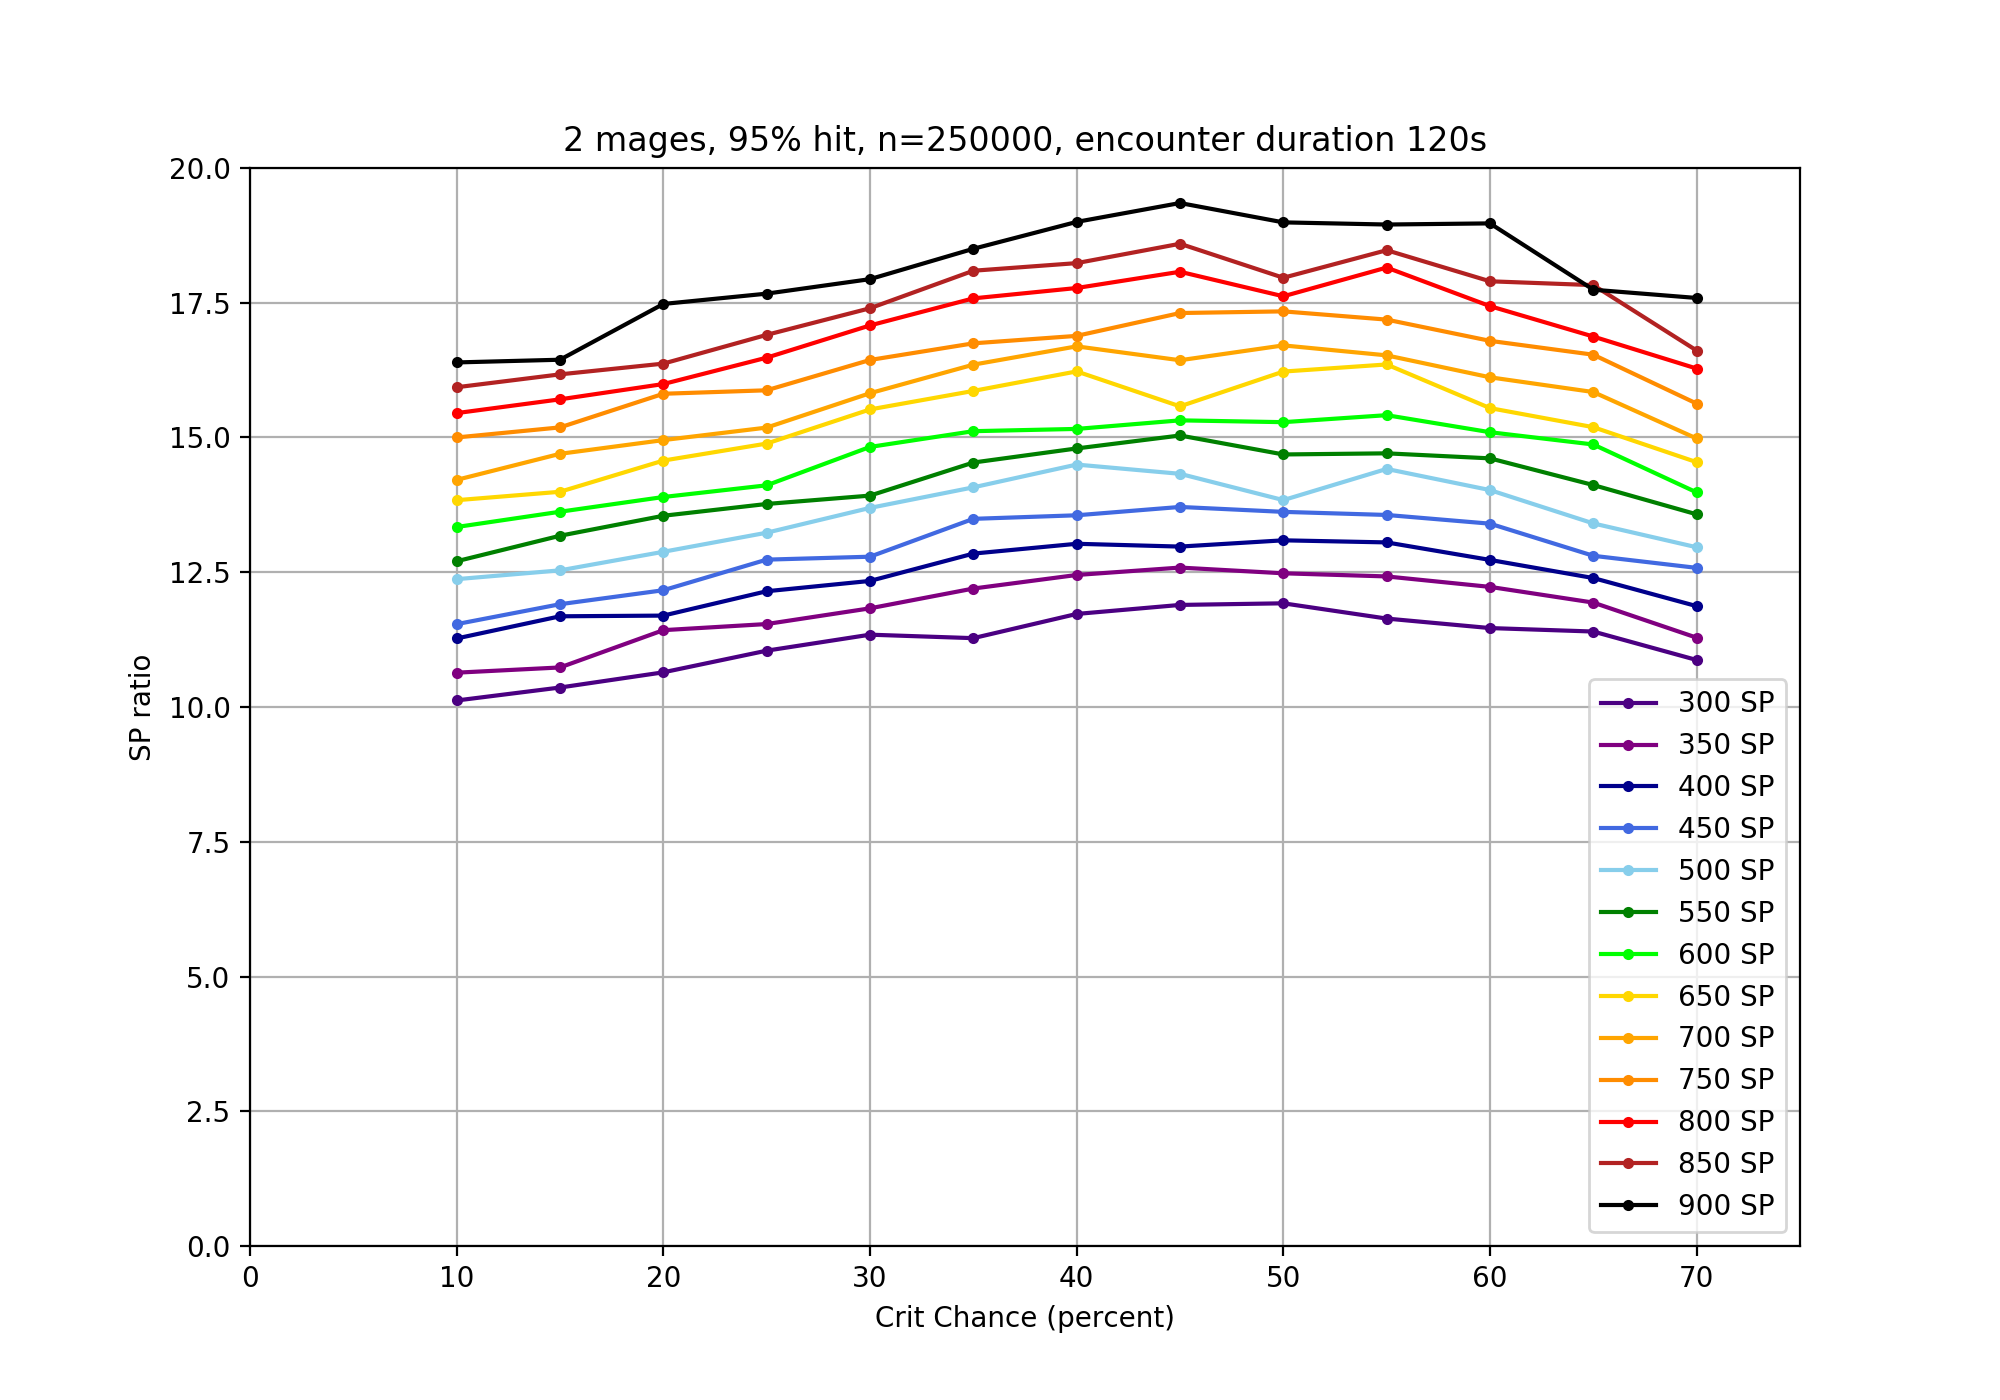 2 mages, 95% hit, n=250000, encounter duration 120s
20.0
17.5
15.0
12.5
10.0
7.5
5.0
2.5
0.0
SP ratio
300 SP
350 SP
400 SP
450 SP
500 SP
550 SP
600 SP
650 SP
700 SP
750 SP
800 SP
850 SP
900 SP
0 10 20 30 40 50 60 70
Crit Chance (percent)